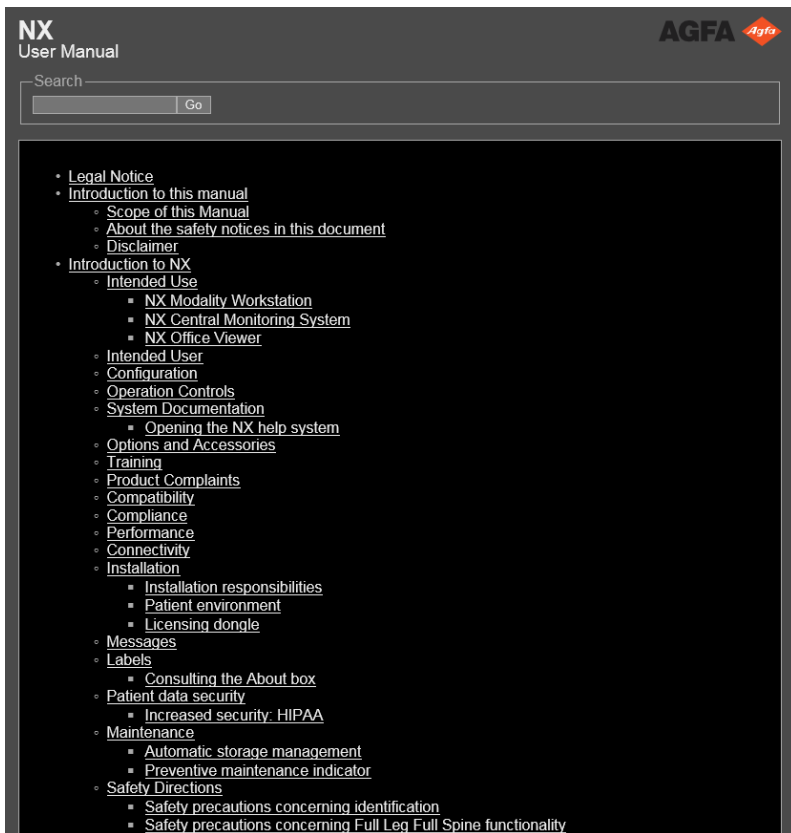 NX
AGFA Agfa
User Manual
Search
Go
• Legal Notice
• Introduction to this manual
◦ Scope of this Manual
◦ About the safety notices in this document
◦ Disclaimer
• Introduction to NX
◦ Intended Use
▪ NX Modality Workstation
▪ NX Central Monitoring System
▪ NX Office Viewer
◦ Intended User
◦ Configuration
◦ Operation Controls
◦ System Documentation
▪ Opening the NX help system
◦ Options and Accessories
◦ Training
◦ Product Complaints
◦ Compatibility
◦ Compliance
◦ Performance
◦ Connectivity
◦ Installation
▪ Installation responsibilities
▪ Patient environment
▪ Licensing dongle
◦ Messages
◦ Labels
▪ Consulting the About box
◦ Patient data security
▪ Increased security: HIPAA
◦ Maintenance
▪ Automatic storage management
▪ Preventive maintenance indicator
◦ Safety Directions
▪ Safety precautions concerning identification
▪ Safety precautions concerning Full Leg Full Spine functionality